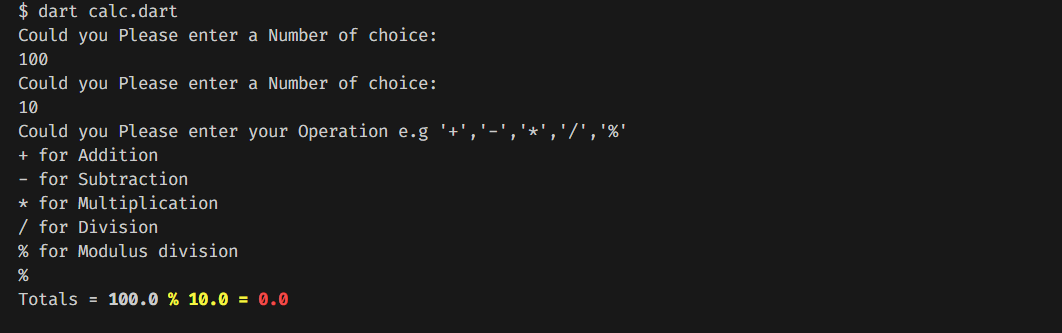 $ dart calc.dart
Could you Please enter a Number of choice:
100
Could you Please enter a Number of choice:
10
Could you Please enter your Operation e.g '+','-','*','/','%'
+ for Addition
- for Subtraction
* for Multiplication
/ for Division
% for Modulus division
%
Totals = 100.0 % 10.0 = 0.0